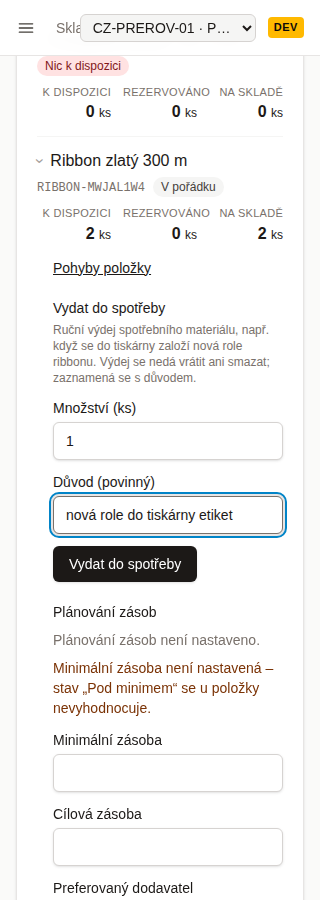 Skla
CZ-PREROV-01 · P…
DEV
Nic k dispozici
K DISPOZICI REZERVOVÁNO NA SKLADĚ
0 ks 0 ks 0 ks
Ribbon zlatý 300 m
RIBBON-MWJAL1W4 V pořádku
K DISPOZICI REZERVOVÁNO NA SKLADĚ
2 ks 0 ks 2 ks
Pohyby položky
Vydat do spotřeby
Ruční výdej spotřebního materiálu, např.
když se do tiskárny založí nová role
ribbonu. Výdej se nedá vrátit ani smazat;
zaznamená se s důvodem.
Množství (ks)
1
Důvod (povinný)
nová role do tiskárny etiket
Vydat do spotřeby
Plánování zásob
Plánování zásob není nastaveno.
Minimální zásoba není nastavená –
stav „Pod minimem“ se u položky
nevyhodnocuje.
Minimální zásoba
Cílová zásoba
Preferovaný dodavatel